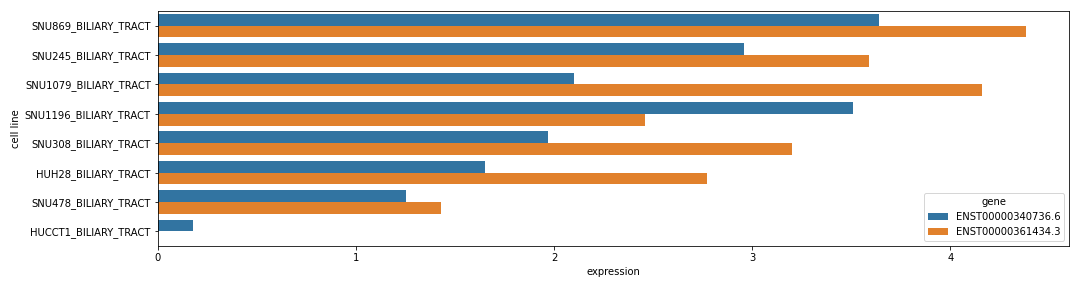 SNU869_BILIARY_TRACT
SNU245_BILIARY_TRACT
SNU1079_BILIARY_TRACT
SNU1196_BILIARY_TRACT
SNU308_BILIARY_TRACT
HUH28_BILIARY_TRACT
SNU478_BILIARY_TRACT
HUCCT1_BILIARY_TRACT
cell line
gene
ENST00000340736.6
ENST00000361434.3
0 1 2 3 4
expression